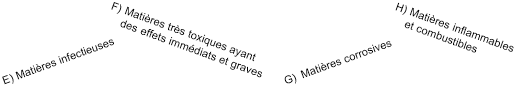 E) Matières infectieuses
F) Matières très toxiques ayant
des effets immédiats et graves
G) Matières corrosives
H) Matières inflammables
et combustibles